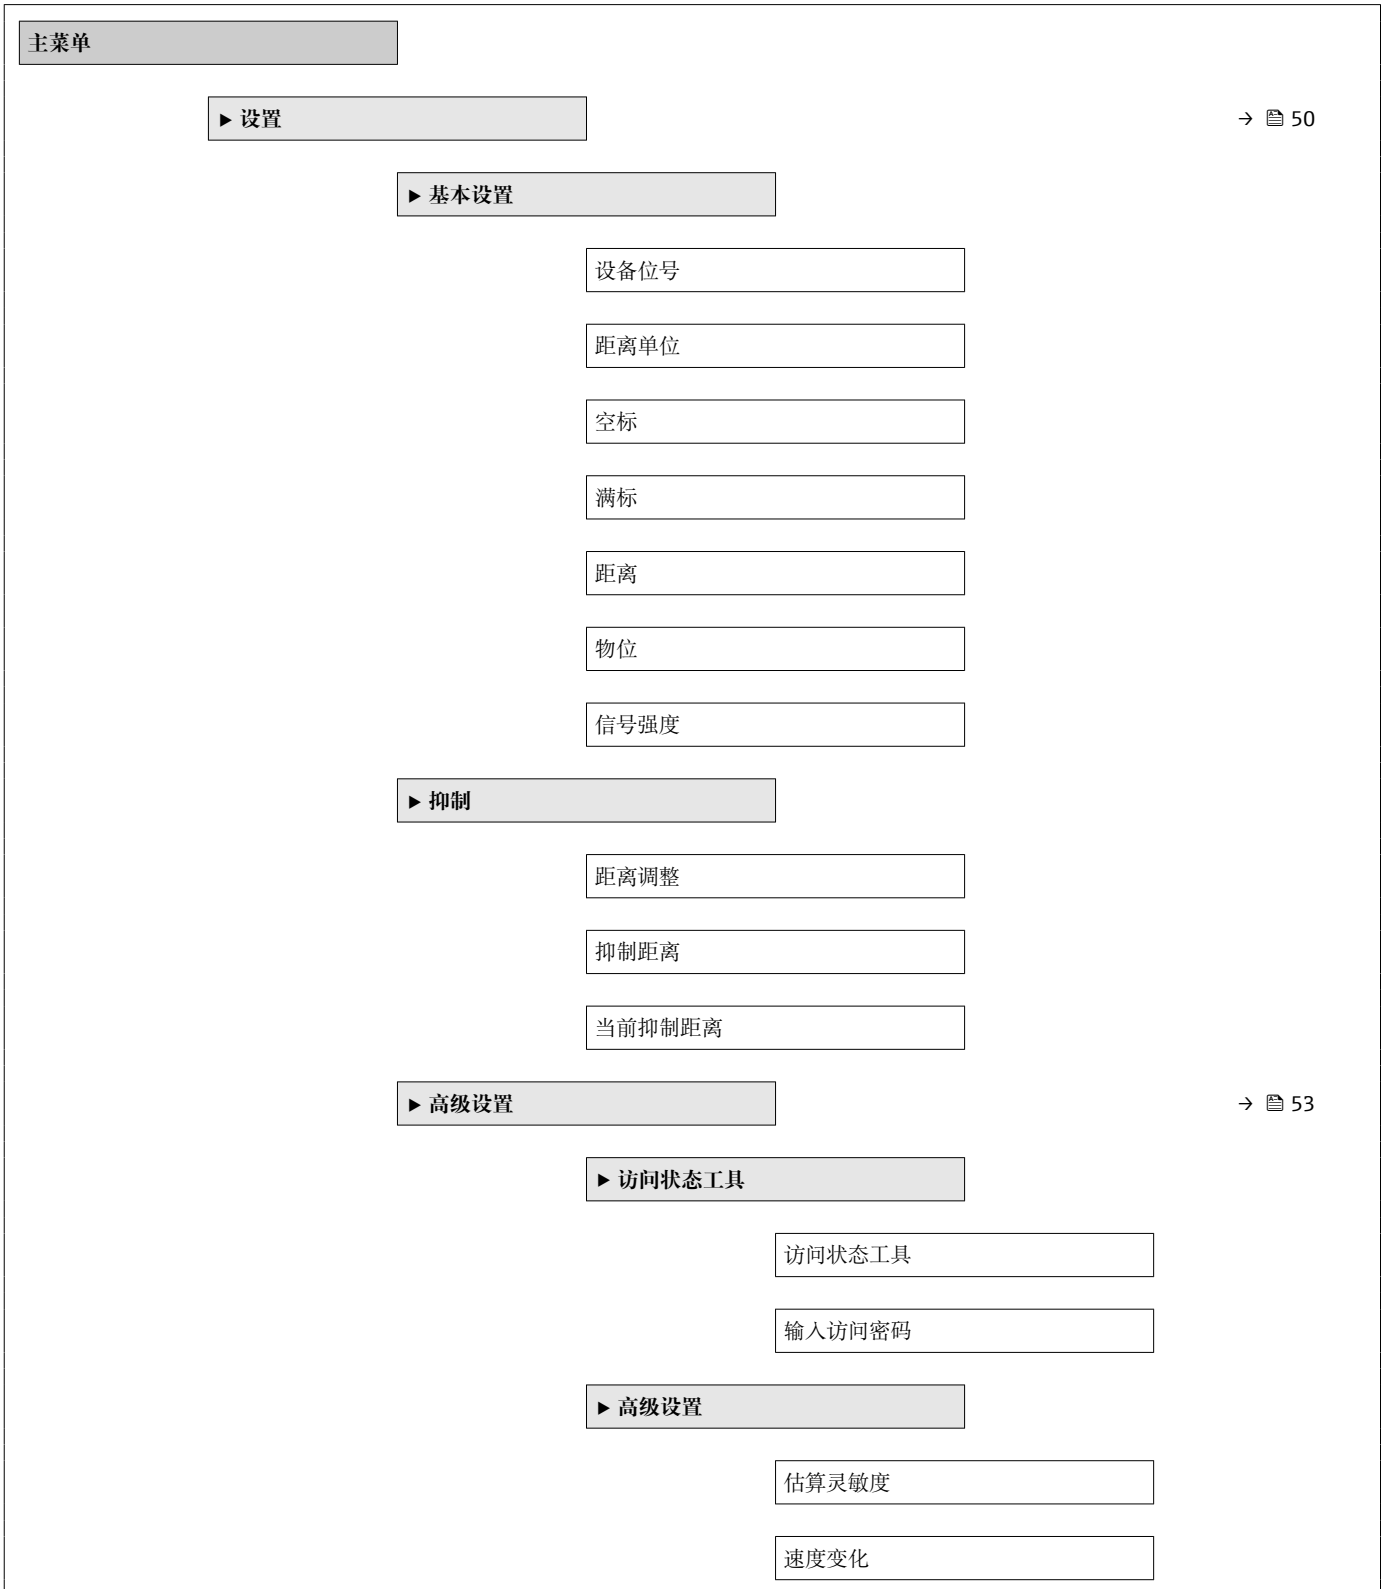 主菜单
▶ 设置 → 🖹 50
▶ 基本设置
设备位号
距离单位
空标
满标
距离
物位
信号强度
▶ 抑制
距离调整
抑制距离
当前抑制距离
▶ 高级设置 → 🖹 53
▶ 访问状态工具
访问状态工具
输入访问密码
▶ 高级设置
估算灵敏度
速度变化